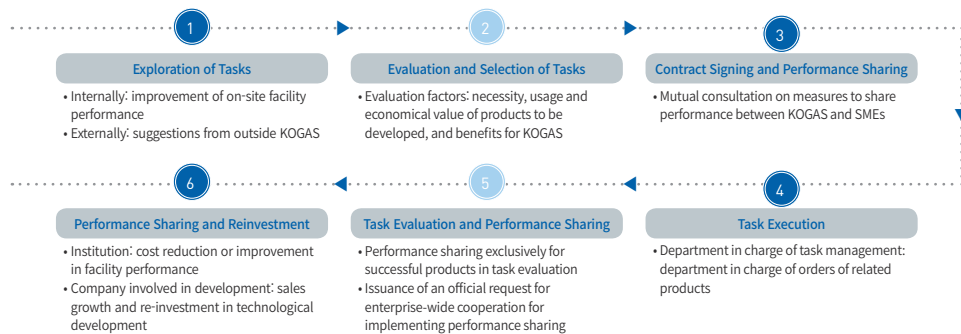 1
Exploration of Tasks
• Internally: improvement of on-site facility
performance
• Externally: suggestions from outside KOGAS
2
Evaluation and Selection of Tasks
• Evaluation factors: necessity, usage and
economical value of products to be
developed, and benefits for KOGAS
3
Contract Signing and Performance Sharing
• Mutual consultation on measures to share
performance between KOGAS and SMEs
4
Task Execution
• Department in charge of task management:
department in charge of orders of related
products
5
Task Evaluation and Performance Sharing
• Performance sharing exclusively for
successful products in task evaluation
• Issuance of an official request for
enterprise-wide cooperation for
implementing performance sharing
6
Performance Sharing and Reinvestment
• Institution: cost reduction or improvement
in facility performance
• Company involved in development: sales
growth and re-investment in technological
development